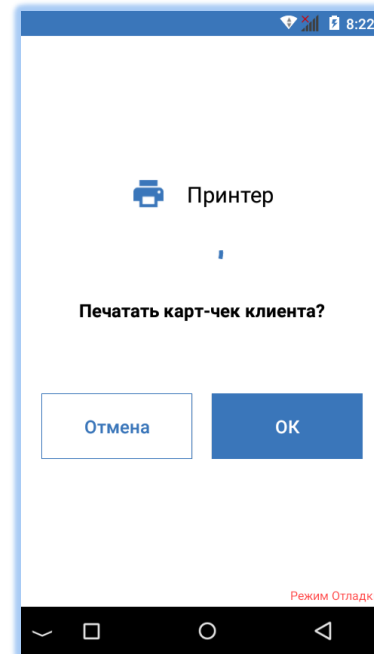 8:22
Принтер
Печатать карт-чек клиента?
Отмена
ОК
Режим Отладк